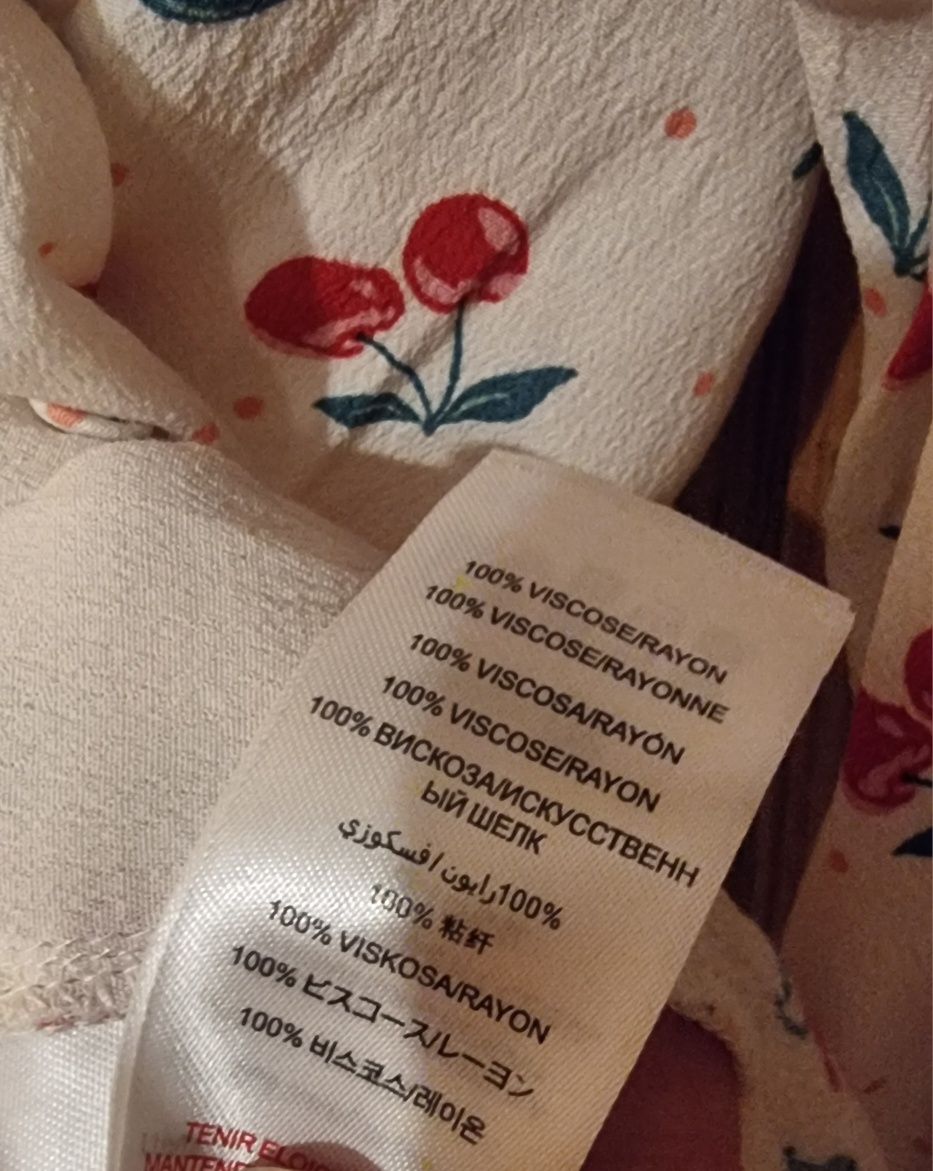 100% VISCOSE/RAYON
100% VISCOSE/RAYONNE
100% VISCOSA/RAYÓN
100% VISCOSE/RAYON
100% ВИСКОЗА/ИСКУССТВЕНН
ЫЙ ШЕЛК
100%رايون / فسكوزي
100% 粘纤
100% VISKOSA/RAYON
100% ビスコース/レーヨン
100% 비스코스/레이온
TENIR